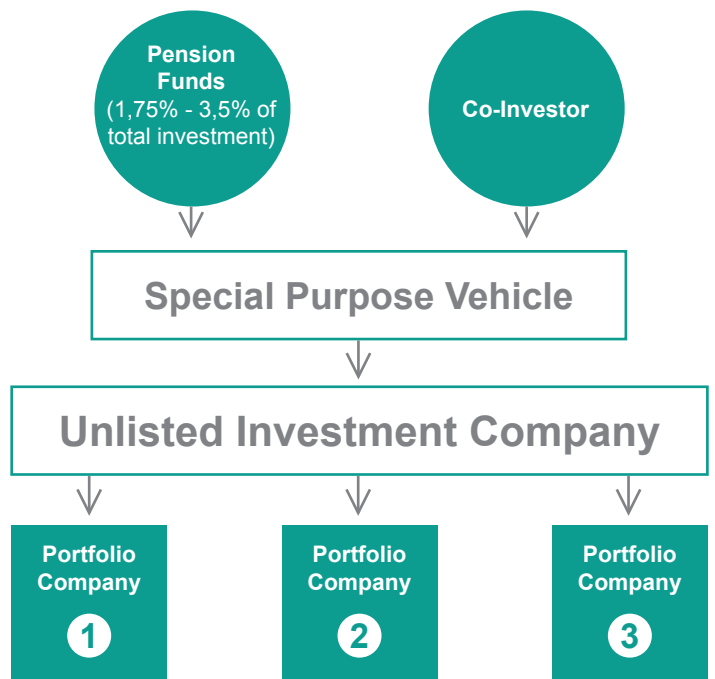 Pension
Funds
(1,75% - 3,5% of
total investment)
Co-Investor
Special Purpose Vehicle
Unlisted Investment Company
Portfolio
Company
1
Portfolio
Company
2
Portfolio
Company
3